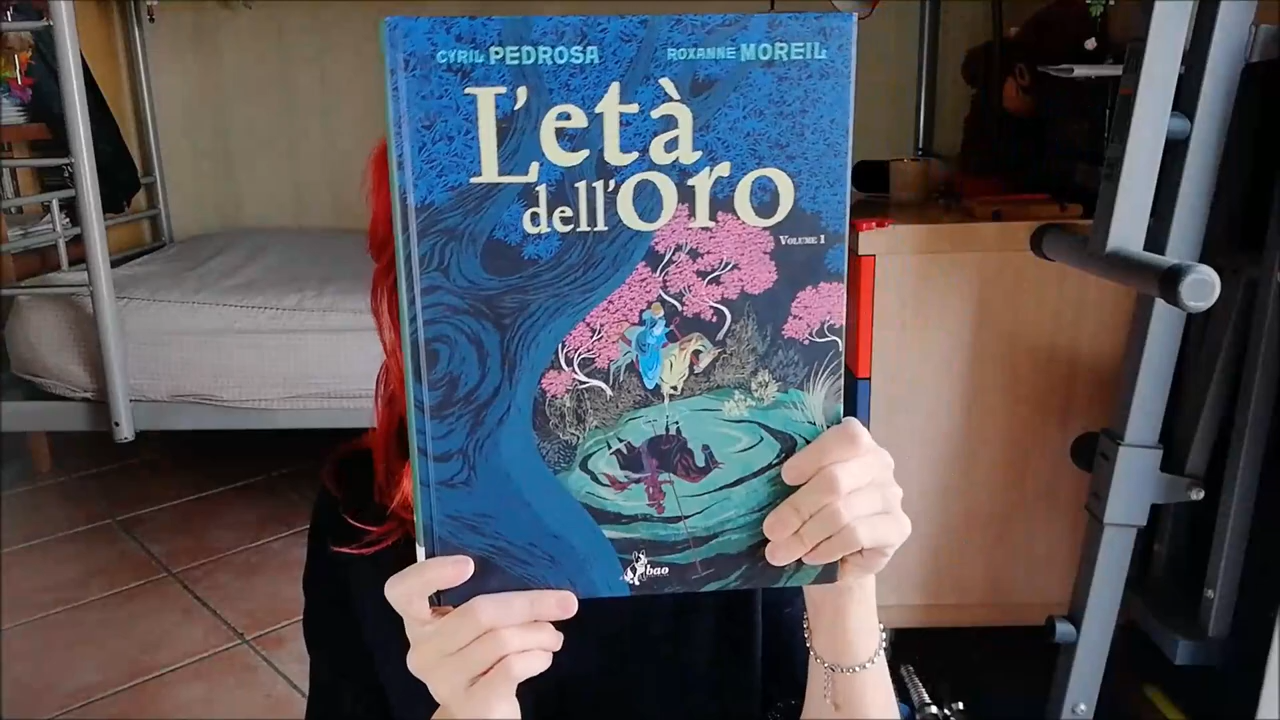 CYRIL PEDROSA
ROXANNE MOREIL
L'età
dell'oro
VOLUME 1
bao